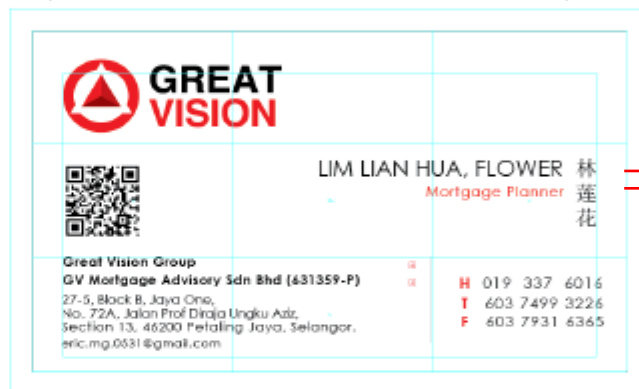 GREAT
VISION
LIM LIAN HUA, FLOWER
Mortgage Planner
林莲花
Great Vision Group
GV Mortgage Advisory Sdn Bhd (631359-P)
27-5, Block B, Jaya One,
No. 72A, Jalan Prof Diraja Ungku Aziz,
Section 13, 46200 Petaling Jaya, Selangor.
eric.mg.0531@gmail.com
H 019 337 6016
T 603 7499 3226
F 603 7931 6365